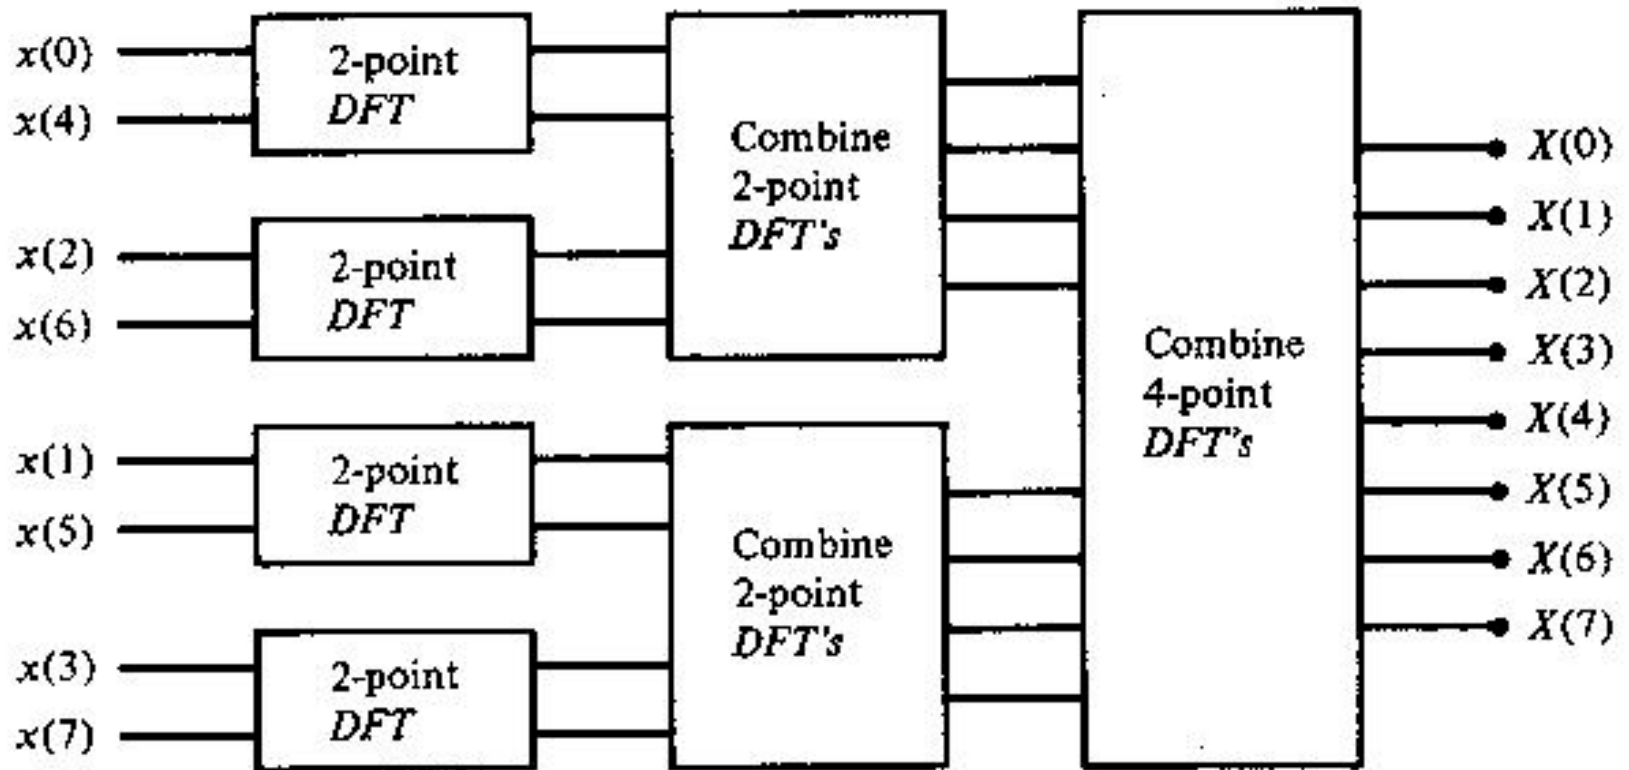 x(0)
x(4)
x(2)
x(6)
x(1)
x(5)
x(3)
x(7)
2-point
DFT
2-point
DFT
2-point
DFT
2-point
DFT
Combine
2-point
DFT's
Combine
2-point
DFT's
Combine
4-point
DFT's
X(0)
X(1)
X(2)
X(3)
X(4)
X(5)
X(6)
X(7)